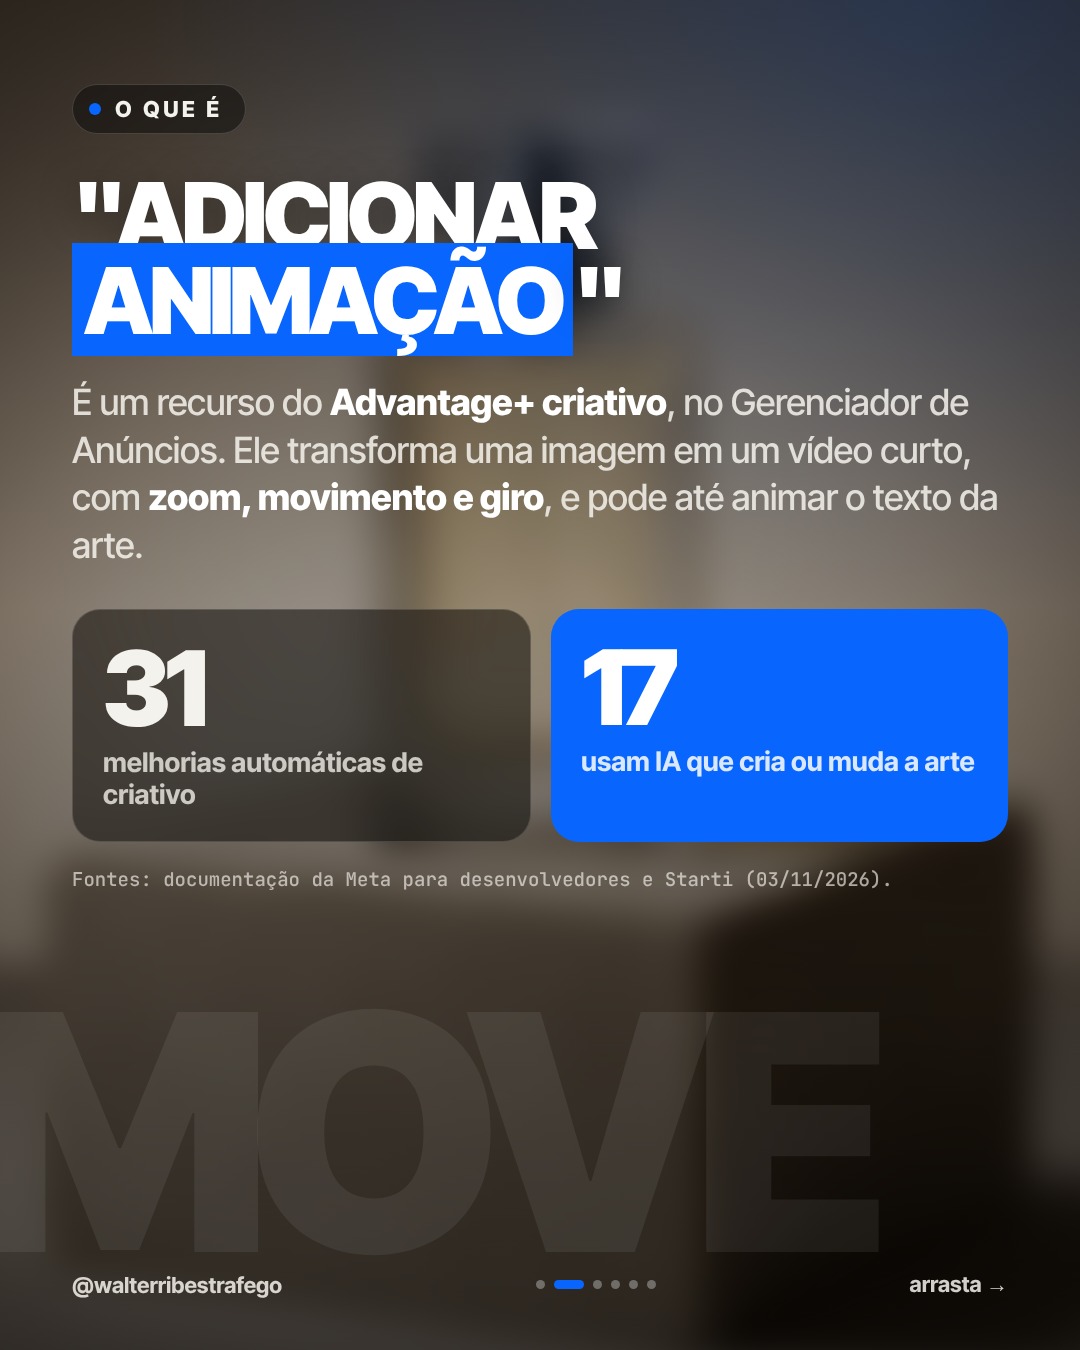 O QUE É
"ADICIONAR
ANIMAÇÃO"
É um recurso do Advantage+ criativo, no Gerenciador de
Anúncios. Ele transforma uma imagem em um vídeo curto,
com zoom, movimento e giro, e pode até animar o texto da
arte.
31
melhorias automáticas de
criativo
17
usam IA que cria ou muda a arte
Fontes: documentação da Meta para desenvolvedores e Starti (03/11/2026).
MOVE
@walterribestrafego
arrasta →